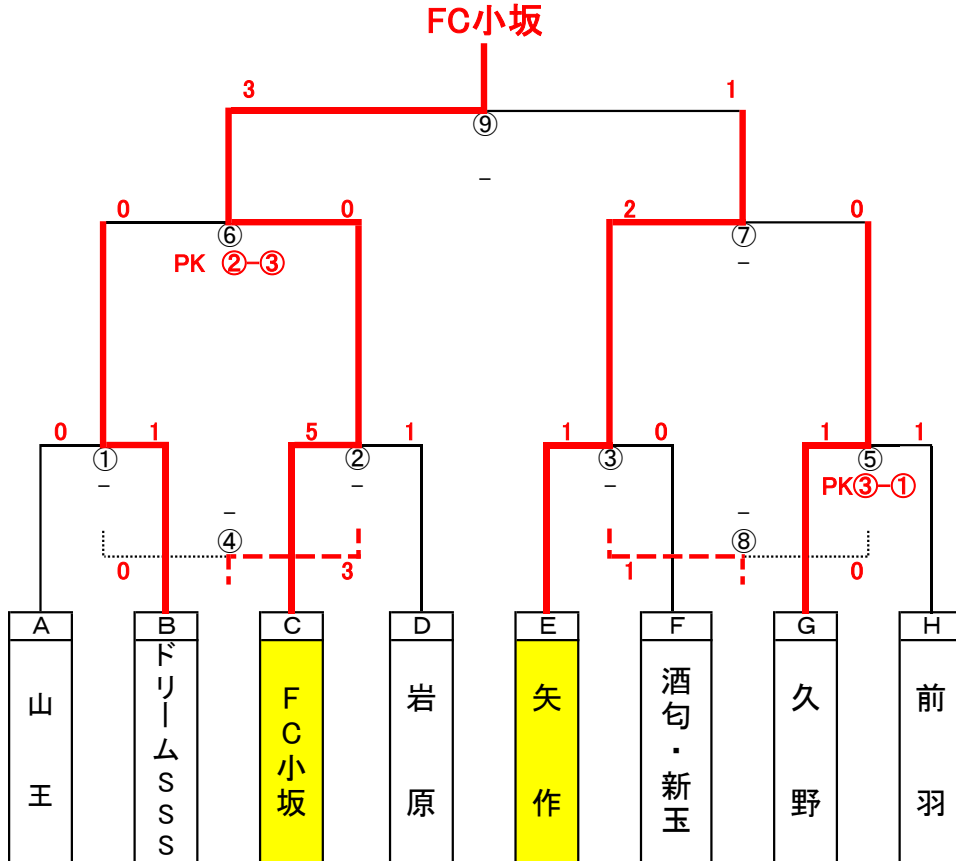 FC小坂
3 1
⑨
－
0 0 2 0
⑥ ⑦
PK ②-③ －
0 1 5 1 1 0 1 1
① ② ③ ⑤
－ － － PK③-①
－ －
④ ⑧
0 3 1 0
A B C D E F G H
山王
ドリームSSS
FC小坂
岩原
矢作
酒匂・新玉
久野
前羽